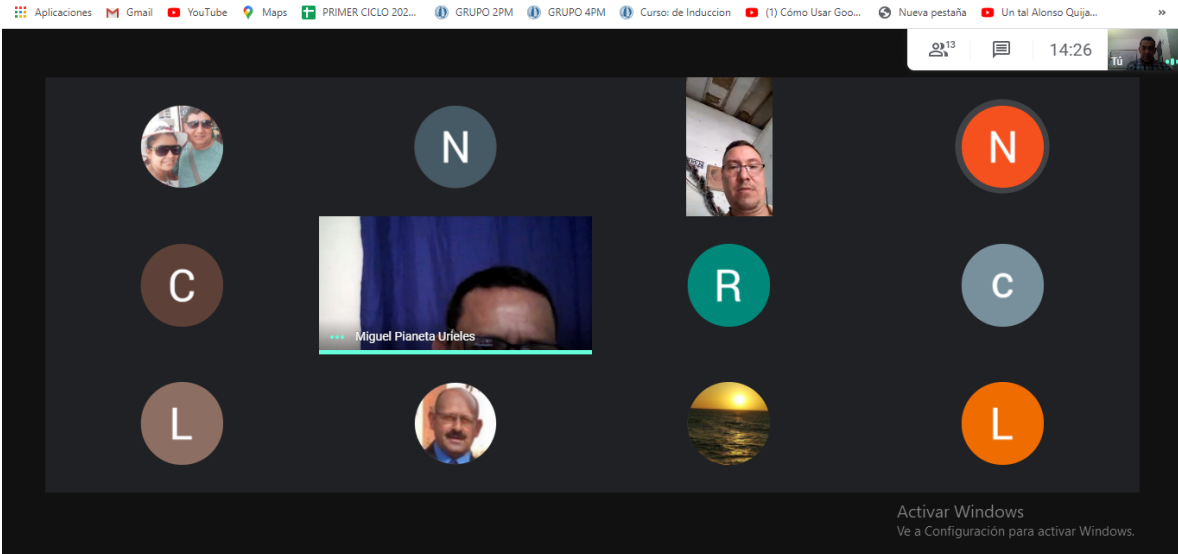 Aplicaciones M Gmail YouTube Maps PRIMER CICLO 202... GRUPO 2PM GRUPO 4PM Curso: de Induccion (1) Cómo Usar Goo... Nueva pestaña Un tal Alonso Quija... »
13 14:26 Tú
N
N
C
Miguel Pianeta Urieles
R
c
L
L
Activar Windows
Ve a Configuración para activar Windows.